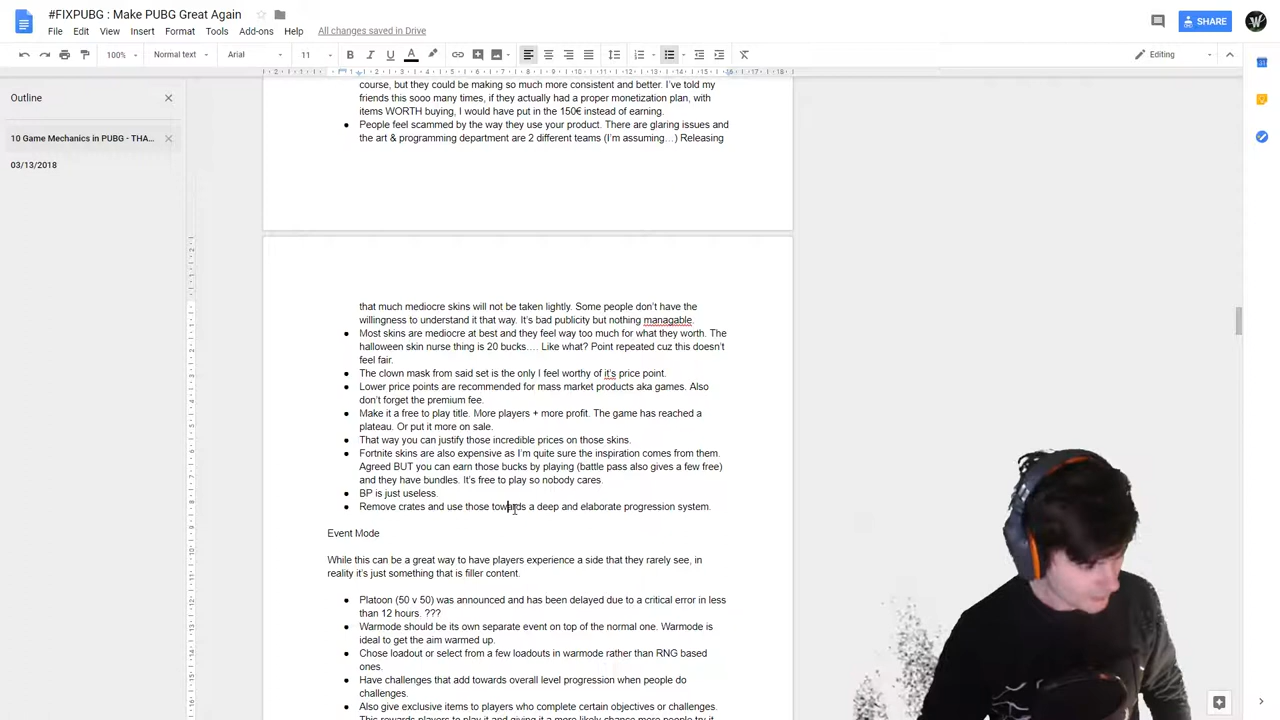 #FIXPUBG : Make PUBG Great Again
File Edit View Insert Format Tools Add-ons Help All changes saved in Drive
SHARE
100% Normal text Arial 11 Editing
Outline
10 Game Mechanics in PUBG - THA...
03/13/2018
course, but they could be making so much more consistent and better. I've told my
friends this sooo many times, if they actually had a proper monetization plan, with
items WORTH buying, I would have put in the 150€ instead of earning.
● People feel scammed by the way they use your product. There are glaring issues and
the art & programming department are 2 different teams (I'm assuming…) Releasing
that much mediocre skins will not be taken lightly. Some people don't have the
willingness to understand it that way. It's bad publicity but nothing managable.
● Most skins are mediocre at best and they feel way too much for what they worth. The
halloween skin nurse thing is 20 bucks…. Like what? Point repeated cuz this doesn't
feel fair.
● The clown mask from said set is the only I feel worthy of it's price point.
● Lower price points are recommended for mass market products aka games. Also
don't forget the premium fee.
● Make it a free to play title. More players + more profit. The game has reached a
plateau. Or put it more on sale.
● That way you can justify those incredible prices on those skins.
● Fortnite skins are also expensive as I'm quite sure the inspiration comes from them.
Agreed BUT you can earn those bucks by playing (battle pass also gives a few free)
and they have bundles. It's free to play so nobody cares.
● BP is just useless.
● Remove crates and use those towards a deep and elaborate progression system.
Event Mode
While this can be a great way to have players experience a side that they rarely see, in
reality it's just something that is filler content.
● Platoon (50 v 50) was announced and has been delayed due to a critical error in less
than 12 hours. ???
● Warmode should be its own separate event on top of the normal one. Warmode is
ideal to get the aim warmed up.
● Chose loadout or select from a few loadouts in warmode rather than RNG based
ones.
● Have challenges that add towards overall level progression when people do
challenges.
● Also give exclusive items to players who complete certain objectives or challenges.
This rewards players to play it and giving it a more likely chance more people try it